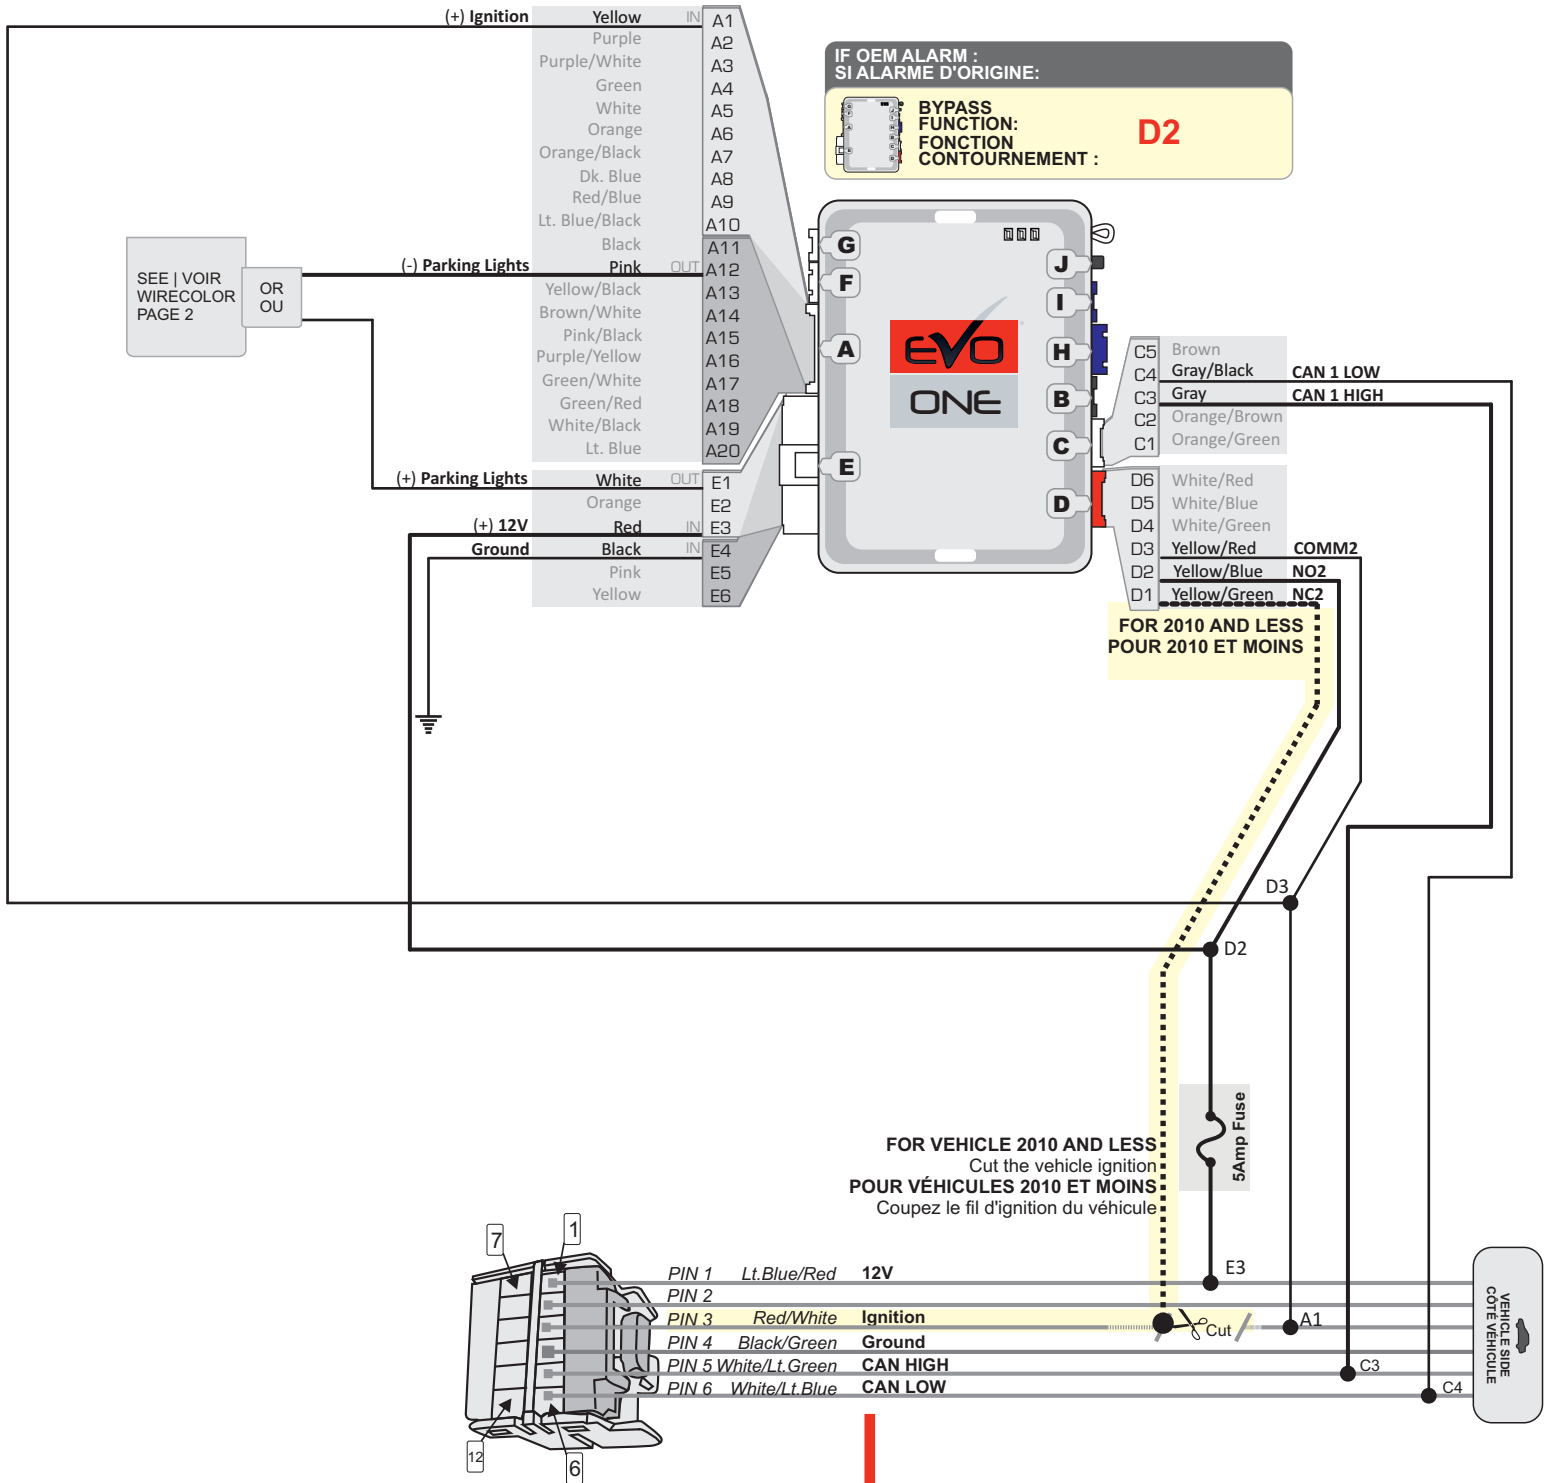 (+) Ignition Yellow IN A1
Purple A2
Purple/White A3
Green A4
White A5
Orange A6
Orange/Black A7
Dk. Blue A8
Red/Blue A9
Lt. Blue/Black A10
Black A11
(-) Parking Lights Pink OUT A12
Yellow/Black A13
Brown/White A14
Pink/Black A15
Purple/Yellow A16
Green/White A17
Green/Red A18
White/Black A19
Lt. Blue A20
(+) Parking Lights White OUT E1
Orange E2
(+) 12V Red IN E3
Ground Black IN E4
Pink E5
Yellow E6
SEE | VOIR
WIRECOLOR
PAGE 2
OR
OU
IF OEM ALARM :
SI ALARME D'ORIGINE:
BYPASS
FUNCTION:
FONCTION
CONTOURNEMENT :
D2
G
F
A
E
J
I
H
B
C
D
EVO
ONE
C5 Brown
C4 Gray/Black CAN 1 LOW
C3 Gray CAN 1 HIGH
C2 Orange/Brown
C1 Orange/Green
D6 White/Red
D5 White/Blue
D4 White/Green
D3 Yellow/Red COMM2
D2 Yellow/Blue NO2
D1 Yellow/Green NC2
FOR 2010 AND LESS
POUR 2010 ET MOINS
D3
D2
5Amp Fuse
FOR VEHICLE 2010 AND LESS
Cut the vehicle ignition
POUR VÉHICULES 2010 ET MOINS
Coupez le fil d'ignition du véhicule
E3
7
1
12
6
PIN 1 Lt.Blue/Red 12V
PIN 2
PIN 3 Red/White Ignition
PIN 4 Black/Green Ground
PIN 5 White/Lt.Green CAN HIGH
PIN 6 White/Lt.Blue CAN LOW
Cut
A1
C3
C4
VEHICLE SIDE
CÔTÉ VÉHICULE